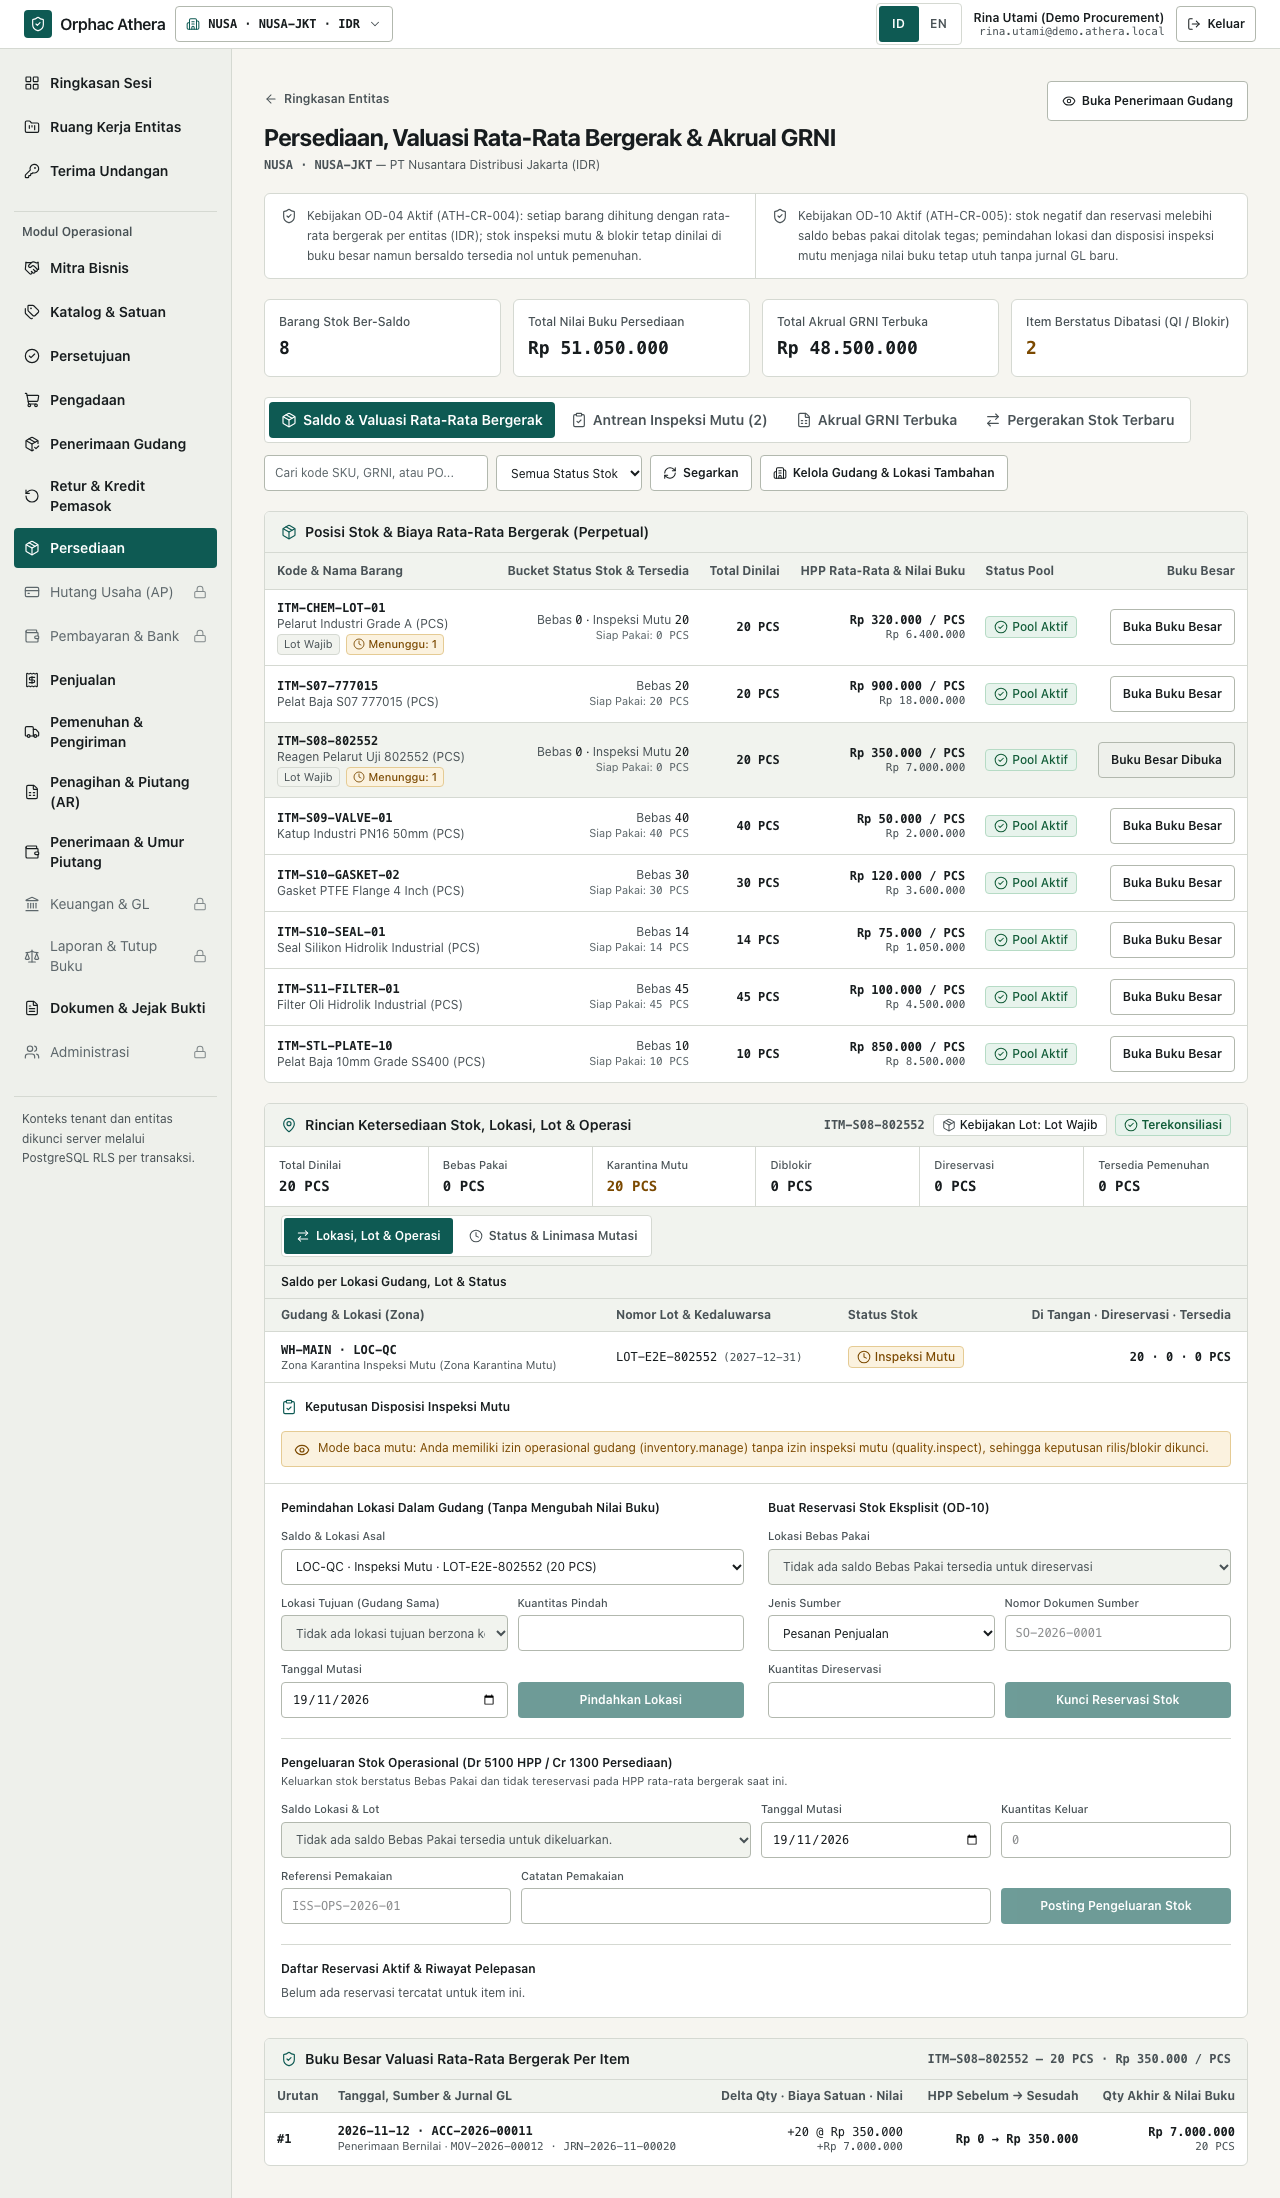 Orphac Athera
NUSA · NUSA-JKT · IDR
ID
EN
Rina Utami (Demo Procurement)
rina.utami@demo.athera.local
Keluar
Ringkasan Sesi
Ruang Kerja Entitas
Terima Undangan
Modul Operasional
Mitra Bisnis
Katalog & Satuan
Persetujuan
Pengadaan
Penerimaan Gudang
Retur & Kredit
Pemasok
Persediaan
Hutang Usaha (AP)
Pembayaran & Bank
Penjualan
Pemenuhan &
Pengiriman
Penagihan & Piutang
(AR)
Penerimaan & Umur
Piutang
Keuangan & GL
Laporan & Tutup
Buku
Dokumen & Jejak Bukti
Administrasi
Konteks tenant dan entitas
dikunci server melalui
PostgreSQL RLS per transaksi.
Ringkasan Entitas
Buka Penerimaan Gudang
Persediaan, Valuasi Rata-Rata Bergerak & Akrual GRNI
NUSA · NUSA-JKT — PT Nusantara Distribusi Jakarta (IDR)
Kebijakan OD-04 Aktif (ATH-CR-004): setiap barang dihitung dengan rata-
rata bergerak per entitas (IDR); stok inspeksi mutu & blokir tetap dinilai di
buku besar namun bersaldo tersedia nol untuk pemenuhan.
Kebijakan OD-10 Aktif (ATH-CR-005): stok negatif dan reservasi melebihi
saldo bebas pakai ditolak tegas; pemindahan lokasi dan disposisi inspeksi
mutu menjaga nilai buku tetap utuh tanpa jurnal GL baru.
Barang Stok Ber-Saldo
8
Total Nilai Buku Persediaan
Rp 51.050.000
Total Akrual GRNI Terbuka
Rp 48.500.000
Item Berstatus Dibatasi (QI / Blokir)
2
Saldo & Valuasi Rata-Rata Bergerak
Antrean Inspeksi Mutu (2)
Akrual GRNI Terbuka
Pergerakan Stok Terbaru
Cari kode SKU, GRNI, atau PO...
Semua Status Stok
Segarkan
Kelola Gudang & Lokasi Tambahan
Posisi Stok & Biaya Rata-Rata Bergerak (Perpetual)
Kode & Nama Barang Bucket Status Stok & Tersedia Total Dinilai HPP Rata-Rata & Nilai Buku Status Pool Buku Besar
ITM-CHEM-LOT-01
Pelarut Industri Grade A (PCS)
Lot Wajib Menunggu: 1
Bebas 0 · Inspeksi Mutu 20
Siap Pakai: 0 PCS
20 PCS
Rp 320.000 / PCS
Rp 6.400.000
Pool Aktif
Buka Buku Besar
ITM-S07-777015
Pelat Baja S07 777015 (PCS)
Bebas 20
Siap Pakai: 20 PCS
20 PCS
Rp 900.000 / PCS
Rp 18.000.000
Pool Aktif
Buka Buku Besar
ITM-S08-802552
Reagen Pelarut Uji 802552 (PCS)
Lot Wajib Menunggu: 1
Bebas 0 · Inspeksi Mutu 20
Siap Pakai: 0 PCS
20 PCS
Rp 350.000 / PCS
Rp 7.000.000
Pool Aktif
Buku Besar Dibuka
ITM-S09-VALVE-01
Katup Industri PN16 50mm (PCS)
Bebas 40
Siap Pakai: 40 PCS
40 PCS
Rp 50.000 / PCS
Rp 2.000.000
Pool Aktif
Buka Buku Besar
ITM-S10-GASKET-02
Gasket PTFE Flange 4 Inch (PCS)
Bebas 30
Siap Pakai: 30 PCS
30 PCS
Rp 120.000 / PCS
Rp 3.600.000
Pool Aktif
Buka Buku Besar
ITM-S10-SEAL-01
Seal Silikon Hidrolik Industrial (PCS)
Bebas 14
Siap Pakai: 14 PCS
14 PCS
Rp 75.000 / PCS
Rp 1.050.000
Pool Aktif
Buka Buku Besar
ITM-S11-FILTER-01
Filter Oli Hidrolik Industrial (PCS)
Bebas 45
Siap Pakai: 45 PCS
45 PCS
Rp 100.000 / PCS
Rp 4.500.000
Pool Aktif
Buka Buku Besar
ITM-STL-PLATE-10
Pelat Baja 10mm Grade SS400 (PCS)
Bebas 10
Siap Pakai: 10 PCS
10 PCS
Rp 850.000 / PCS
Rp 8.500.000
Pool Aktif
Buka Buku Besar
Rincian Ketersediaan Stok, Lokasi, Lot & Operasi
ITM-S08-802552
Kebijakan Lot: Lot Wajib
Terekonsiliasi
Total Dinilai
20 PCS
Bebas Pakai
0 PCS
Karantina Mutu
20 PCS
Diblokir
0 PCS
Direservasi
0 PCS
Tersedia Pemenuhan
0 PCS
Lokasi, Lot & Operasi
Status & Linimasa Mutasi
Saldo per Lokasi Gudang, Lot & Status
Gudang & Lokasi (Zona) Nomor Lot & Kedaluwarsa Status Stok Di Tangan · Direservasi · Tersedia
WH-MAIN · LOC-QC
Zona Karantina Inspeksi Mutu (Zona Karantina Mutu)
LOT-E2E-802552 (2027-12-31)
Inspeksi Mutu
20 · 0 · 0 PCS
Keputusan Disposisi Inspeksi Mutu
Mode baca mutu: Anda memiliki izin operasional gudang (inventory.manage) tanpa izin inspeksi mutu (quality.inspect), sehingga keputusan rilis/blokir dikunci.
Pemindahan Lokasi Dalam Gudang (Tanpa Mengubah Nilai Buku)
Saldo & Lokasi Asal
LOC-QC · Inspeksi Mutu · LOT-E2E-802552 (20 PCS)
Lokasi Tujuan (Gudang Sama)
Tidak ada lokasi tujuan berzona k
Kuantitas Pindah
Tanggal Mutasi
19/11/2026
Pindahkan Lokasi
Buat Reservasi Stok Eksplisit (OD-10)
Lokasi Bebas Pakai
Tidak ada saldo Bebas Pakai tersedia untuk direservasi
Jenis Sumber
Pesanan Penjualan
Nomor Dokumen Sumber
SO-2026-0001
Kuantitas Direservasi
Kunci Reservasi Stok
Pengeluaran Stok Operasional (Dr 5100 HPP / Cr 1300 Persediaan)
Keluarkan stok berstatus Bebas Pakai dan tidak tereservasi pada HPP rata-rata bergerak saat ini.
Saldo Lokasi & Lot
Tidak ada saldo Bebas Pakai tersedia untuk dikeluarkan.
Tanggal Mutasi
19/11/2026
Kuantitas Keluar
0
Referensi Pemakaian
ISS-OPS-2026-01
Catatan Pemakaian
Posting Pengeluaran Stok
Daftar Reservasi Aktif & Riwayat Pelepasan
Belum ada reservasi tercatat untuk item ini.
Buku Besar Valuasi Rata-Rata Bergerak Per Item
ITM-S08-802552 — 20 PCS · Rp 350.000 / PCS
Urutan Tanggal, Sumber & Jurnal GL Delta Qty · Biaya Satuan · Nilai HPP Sebelum → Sesudah Qty Akhir & Nilai Buku
#1
2026-11-12 · ACC-2026-00011
Penerimaan Bernilai · MOV-2026-00012 · JRN-2026-11-00020
+20 @ Rp 350.000
+Rp 7.000.000
Rp 0 → Rp 350.000
Rp 7.000.000
20 PCS